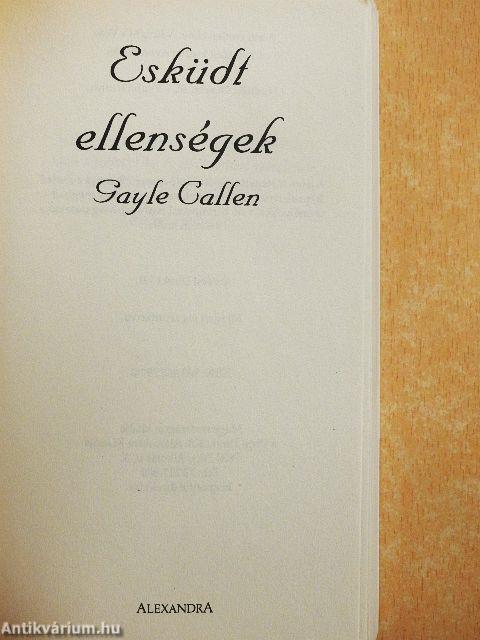 Esküdt
ellenségek
Gayle Callen
ALEXANDRA
Antikvárium.hu